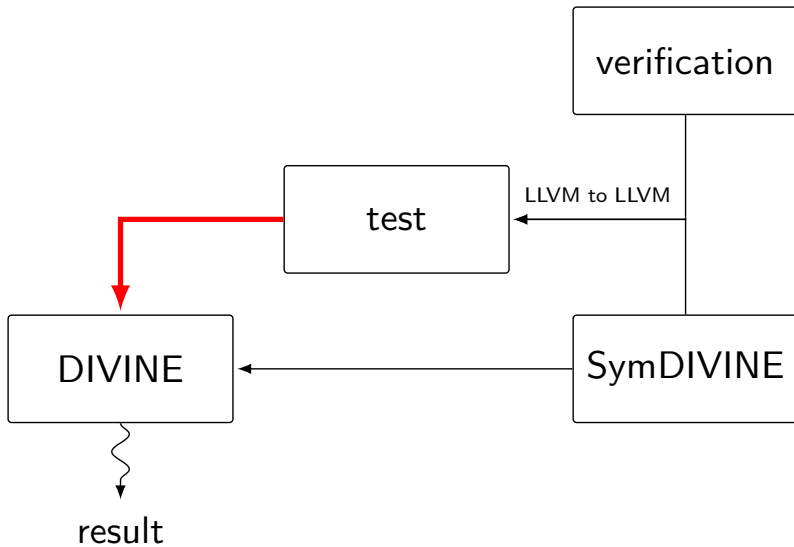 verification
LLVM to LLVM
test
DIVINE
SymDIVINE
result